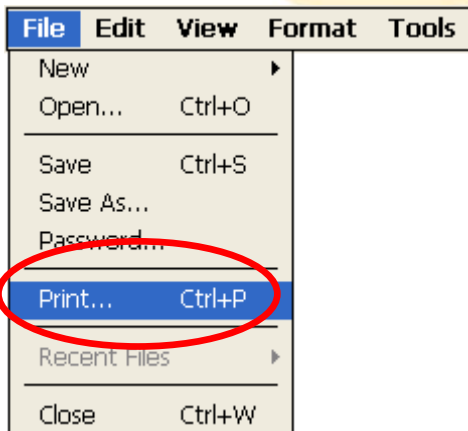 File Edit View Format Tools
New
Open... Ctrl+O
Save Ctrl+S
Save As...
Password...
Print... Ctrl+P
Recent Files
Close Ctrl+W